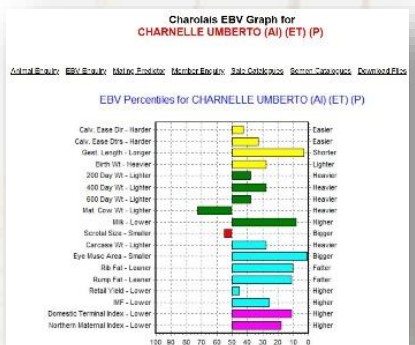 Charolais EBV Graph for
CHARNELLE UMBERTO (AI) (ET) (P)
Animal Enquiry EBV Enquiry Mating Predictor Member Enquiry Sale Catalogues Semen Catalogues Download Files
EBV Percentiles for CHARNELLE UMBERTO (AI) (ET) (P)
Calv. Ease Dir - Harder Easier
Calv. Ease Dtrs - Harder Easier
Gest. Length - Longer Shorter
Birth Wt - Heavier Lighter
200 Day Wt - Lighter Heavier
400 Day Wt - Lighter Heavier
600 Day Wt - Lighter Heavier
Mat. Cow Wt - Lighter Heavier
Milk - Lower Higher
Scrotal Size - Smaller Bigger
Carcase Wt - Lighter Heavier
Eye Musc Area - Smaller Bigger
Rib Fat - Leaner Fatter
Rump Fat - Leaner Fatter
Retail Yield - Lower Higher
IMF - Lower Higher
Domestic Terminal Index - Lower Higher
Northern Maternal Index - Lower Higher
100 90 80 70 60 50 40 30 20 10 0